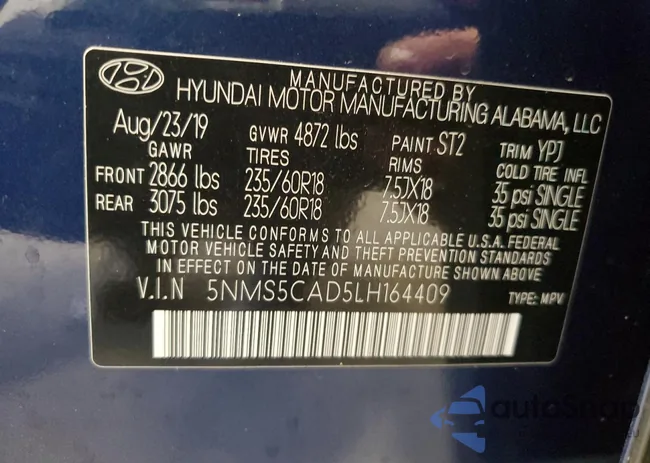 MANUFACTURED BY
HYUNDAI MOTOR MANUFACTURING ALABAMA, LLC
Aug/23/19 GVWR 4872 lbs PAINT ST2 TRIM YPJ
GAWR TIRES RIMS COLD TIRE INFL
FRONT 2866 lbs 235/60R18 7.5JX18 35 psi SINGLE
REAR 3075 lbs 235/60R18 7.5JX18 35 psi SINGLE
THIS VEHICLE CONFORMS TO ALL APPLICABLE U.S.A. FEDERAL
MOTOR VEHICLE SAFETY AND THEFT PREVENTION STANDARDS
IN EFFECT ON THE DATE OF MANUFACTURE SHOWN ABOVE.
V.I.N 5NMS5CAD5LH164409 TYPE: MPV
autoSnap